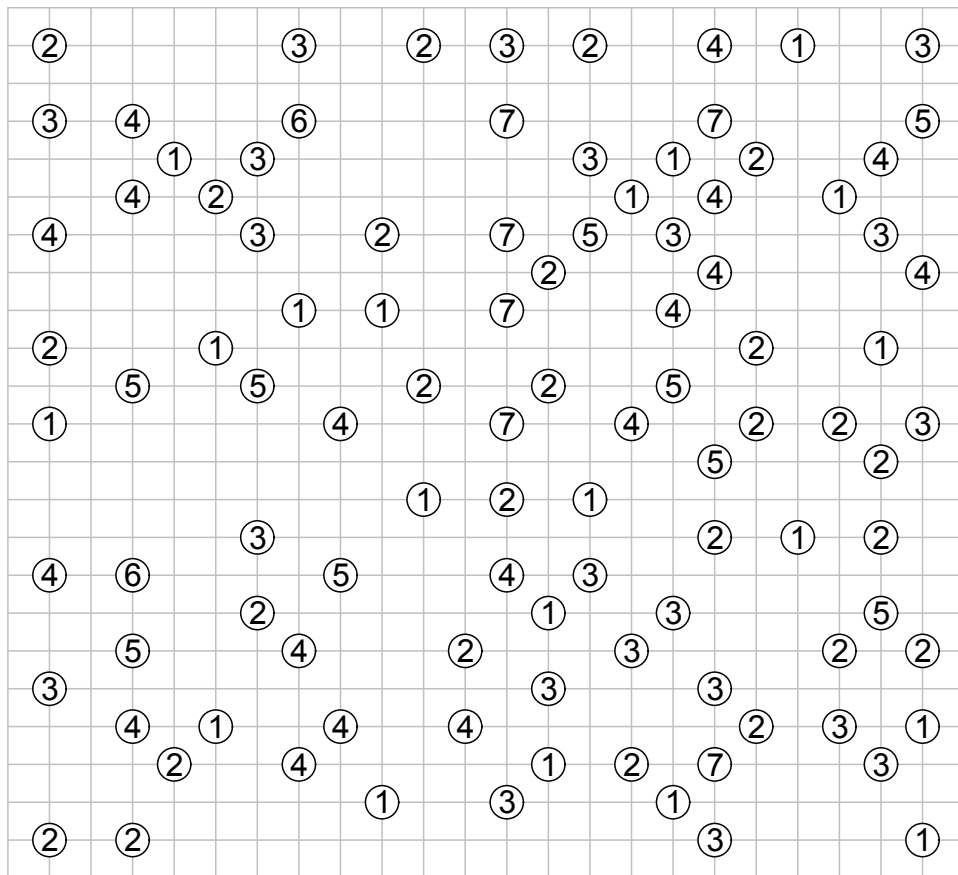 2 3 2 3 2 4 1 3
3 4 6 7 7 5
1 3 3 1 2 4
4 2 1 4 1
4 3 2 7 5 3 3
2 4 4
1 1 7 4
2 1 2 1
5 5 2 2 5
1 4 7 4 2 2 3
5 2
1 2 1
3 2 1 2
4 6 5 4 3
2 1 3 5
5 4 2 3 2 2
3 3 3
4 1 4 4 2 3 1
2 4 1 2 7 3
1 3 1
2 2 3 1